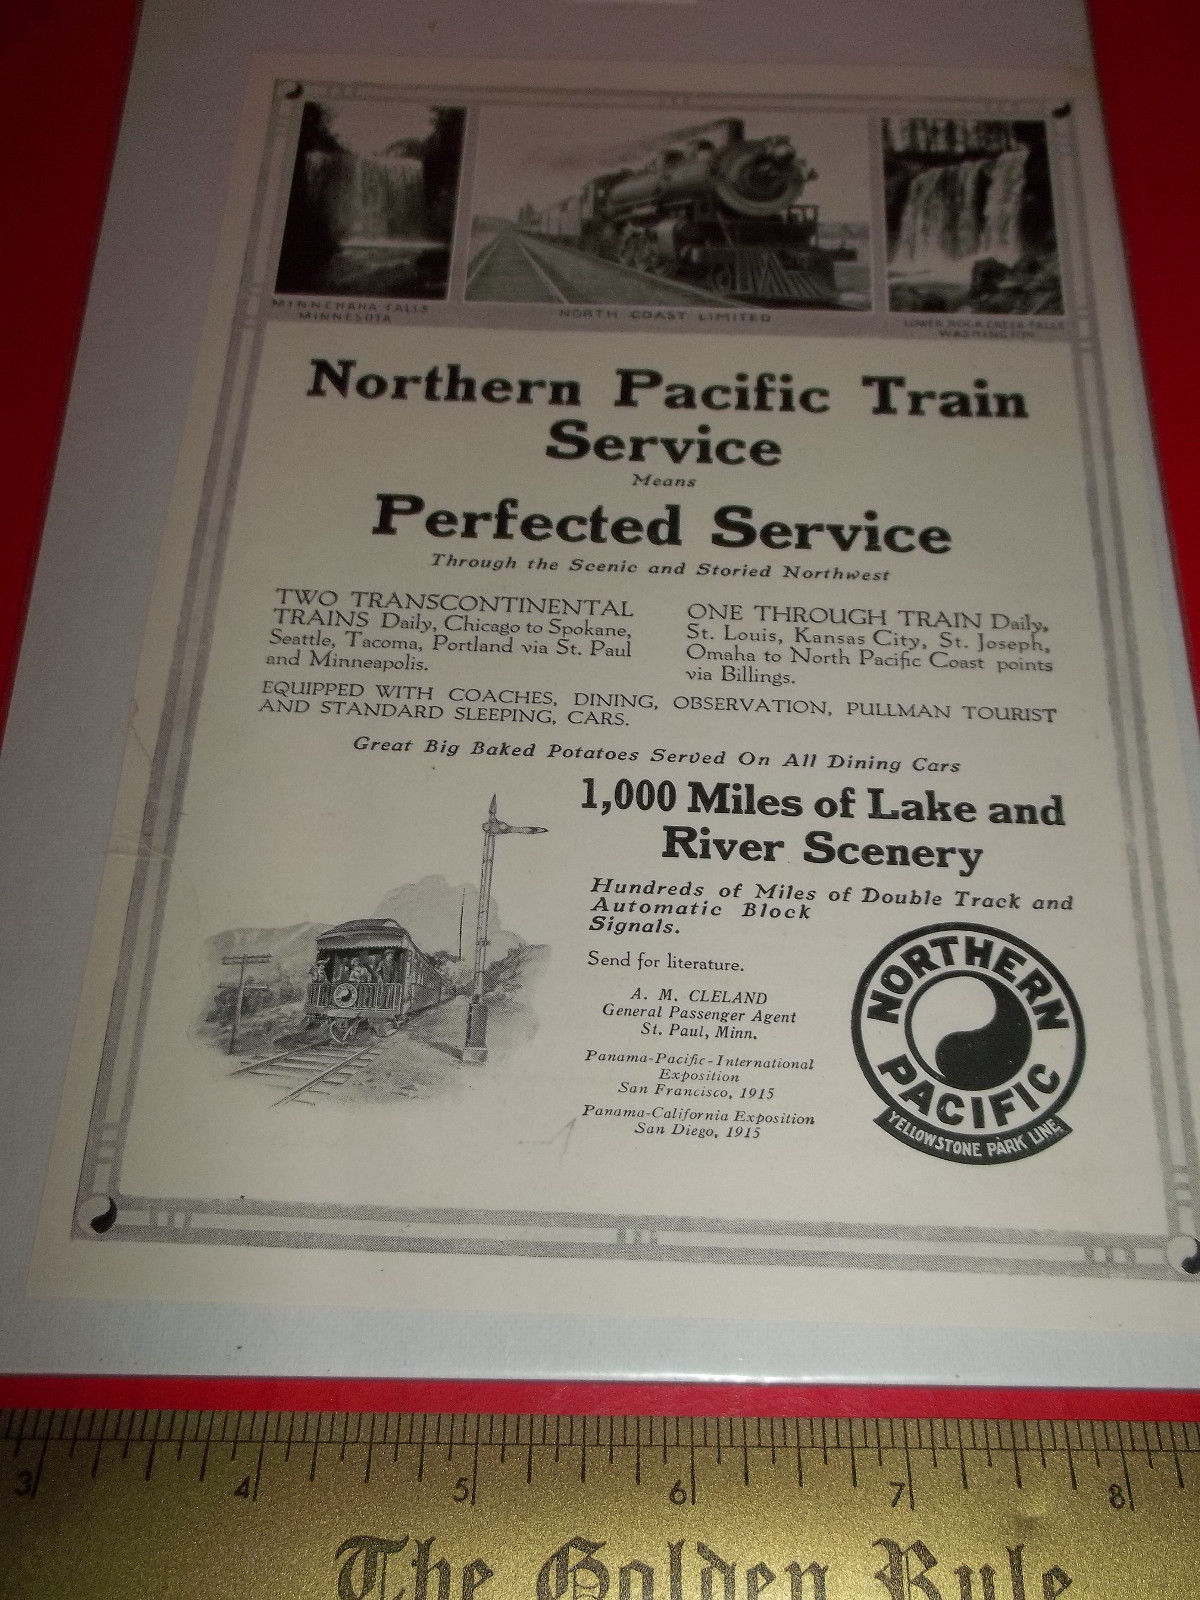 MINNEHAHA FALLS
MINNESOTA
NORTH COAST LIMITED
LOWER ROCK CREEK FALLS
WASHINGTON
Northern Pacific Train
Service
Means
Perfected Service
Through the Scenic and Storied Northwest
TWO TRANSCONTINENTAL
TRAINS Daily, Chicago to Spokane,
Seattle, Tacoma, Portland via St. Paul
and Minneapolis.
ONE THROUGH TRAIN Daily,
St. Louis, Kansas City, St. Joseph,
Omaha to North Pacific Coast points
via Billings.
EQUIPPED WITH COACHES, DINING, OBSERVATION, PULLMAN TOURIST
AND STANDARD SLEEPING, CARS.
Great Big Baked Potatoes Served On All Dining Cars
1,000 Miles of Lake and
River Scenery
Hundreds of Miles of Double Track and
Automatic Block
Signals.
Send for literature.
A. M. CLELAND
General Passenger Agent
St. Paul, Minn.
Panama-Pacific-International
Exposition
San Francisco, 1915
Panama-California Exposition
San Diego, 1915
NORTHERN
PACIFIC
YELLOWSTONE PARK LINE
3 4 5 6 7 8
The Golden Rule